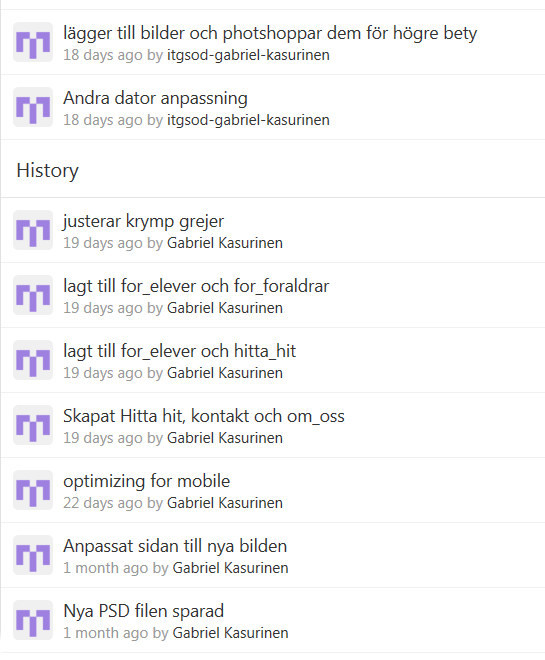 lägger till bilder och photshoppar dem för högre bety
18 days ago by itgsod-gabriel-kasurinen
Andra dator anpassning
18 days ago by itgsod-gabriel-kasurinen
History
justerar krymp grejer
19 days ago by Gabriel Kasurinen
lagt till for_elever och for_foraldrar
19 days ago by Gabriel Kasurinen
lagt till for_elever och hitta_hit
19 days ago by Gabriel Kasurinen
Skapat Hitta hit, kontakt och om_oss
19 days ago by Gabriel Kasurinen
optimizing for mobile
22 days ago by Gabriel Kasurinen
Anpassat sidan till nya bilden
1 month ago by Gabriel Kasurinen
Nya PSD filen sparad
1 month ago by Gabriel Kasurinen